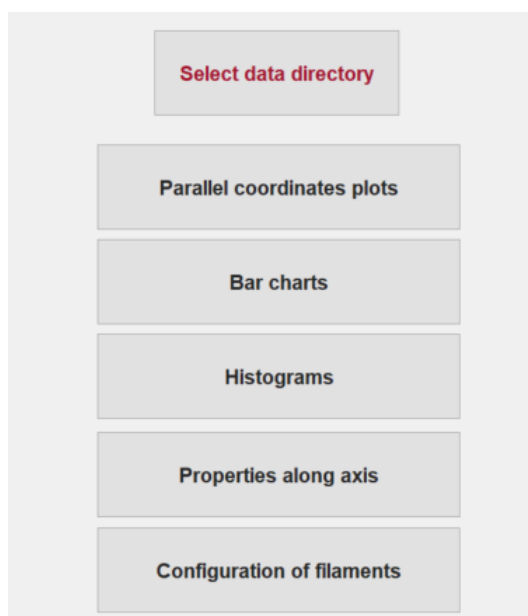 Select data directory
Parallel coordinates plots
Bar charts
Histograms
Properties along axis
Configuration of filaments